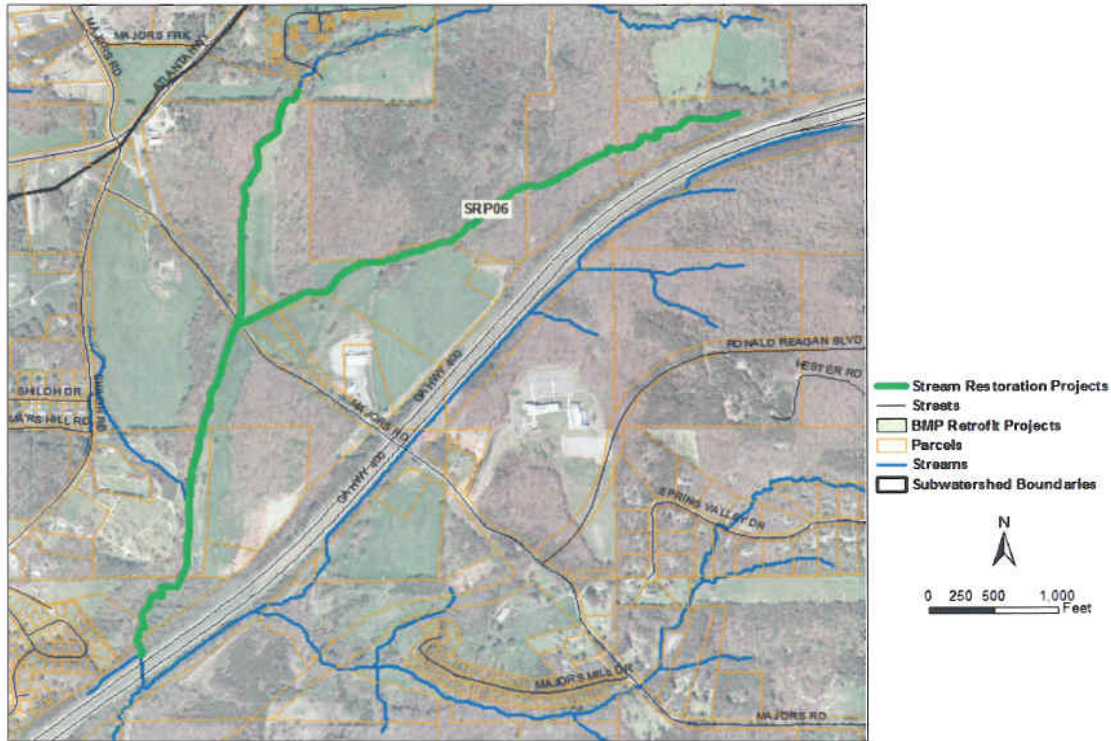 MAJORS FRK
MAJORS RD
ATLANTA HWY
SRP06
RONALD REAGAN BLVD
HESTER RD
GA HWY 400
MAJORS RD
SHILOH DR
MARS HILL RD
GA HWY 400
SPRING VALLEY DR
MAJORS MILL DR
MAJORS RD
Stream Restoration Projects
Streets
BMP Retrofit Projects
Parcels
Streams
Subwatershed Boundaries
N
0 250 500 1,000
Feet